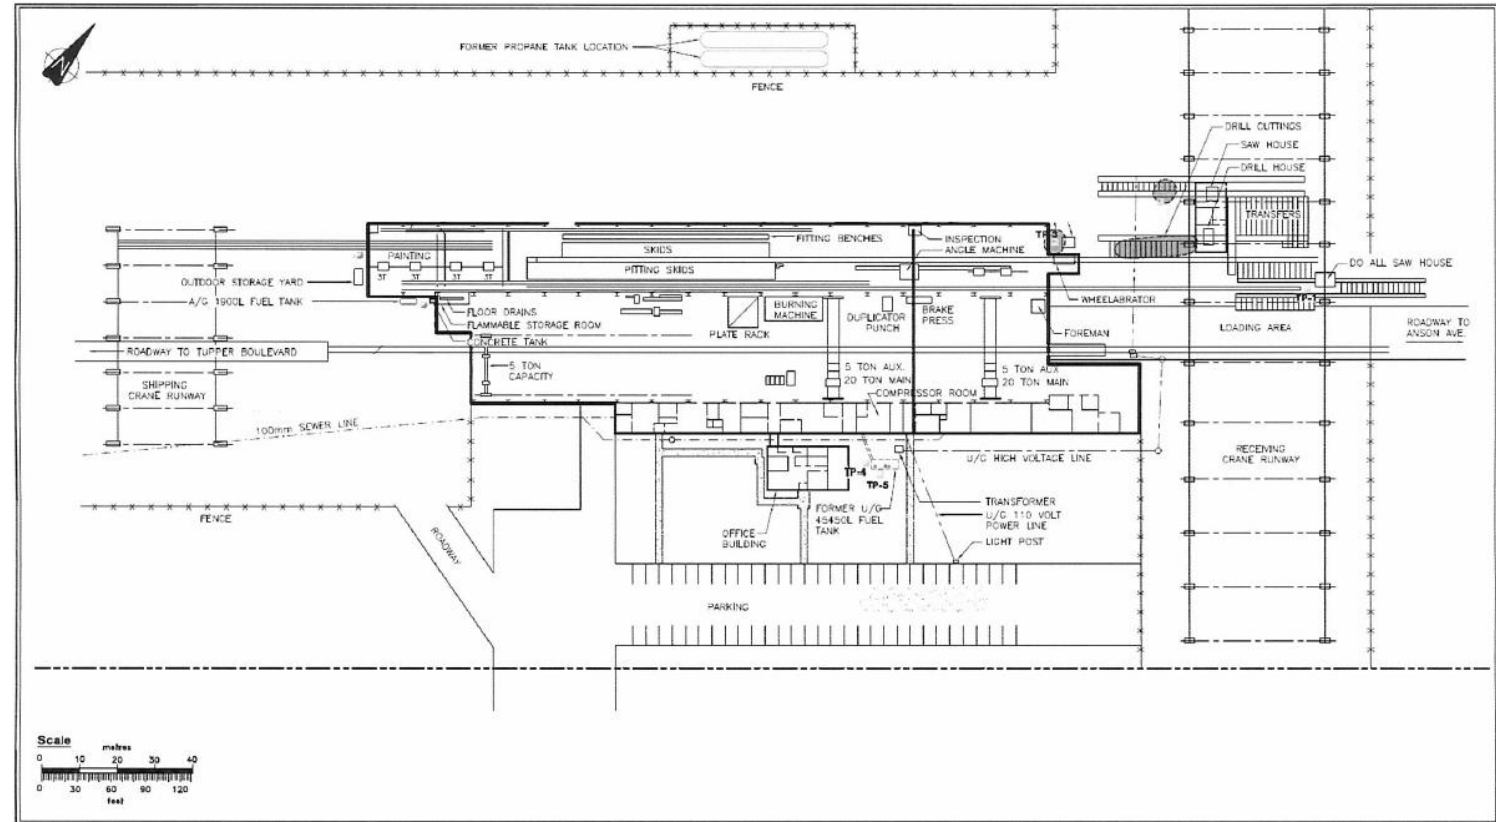 N
FORMER PROPANE TANK LOCATION
FENCE
DRILL CUTTINGS
SAW HOUSE
DRILL HOUSE
TRANSFERS
FITTING BENCHES
INSPECTION
ANGLE MACHINE
SKIDS
PAINTING
3T
3T
3T
3T
PITTING SKIDS
DO ALL SAW HOUSE
OUTDOOR STORAGE YARD
A/G 1900L FUEL TANK
WHEELABRATOR
FLOOR DRAINS
FLAMMABLE STORAGE ROOM
CONCRETE TANK
PLATE RACK
BURNING
MACHINE
DUPLICATOR
PUNCH
BRAKE
PRESS
FOREMAN
LOADING AREA
ROADWAY TO
ANSON AVE.
ROADWAY TO TUPPER BOULEVARD
5 TON
CAPACITY
5 TON AUX.
20 TON MAIN
5 TON AUX
20 TON MAIN
COMPRESSOR ROOM
SHIPPING
CRANE RUNWAY
100mm SEWER LINE
RECEIVING
CRANE RUNWAY
U/G HIGH VOLTAGE LINE
TP-4
TP-5
TRANSFORMER
U/G 110 VOLT
POWER LINE
FORMER U/G
45450L FUEL
TANK
OFFICE
BUILDING
LIGHT POST
FENCE
ROADWAY
PARKING
Scale
metres
0 10 20 30 40
0 30 60 90 120
feet